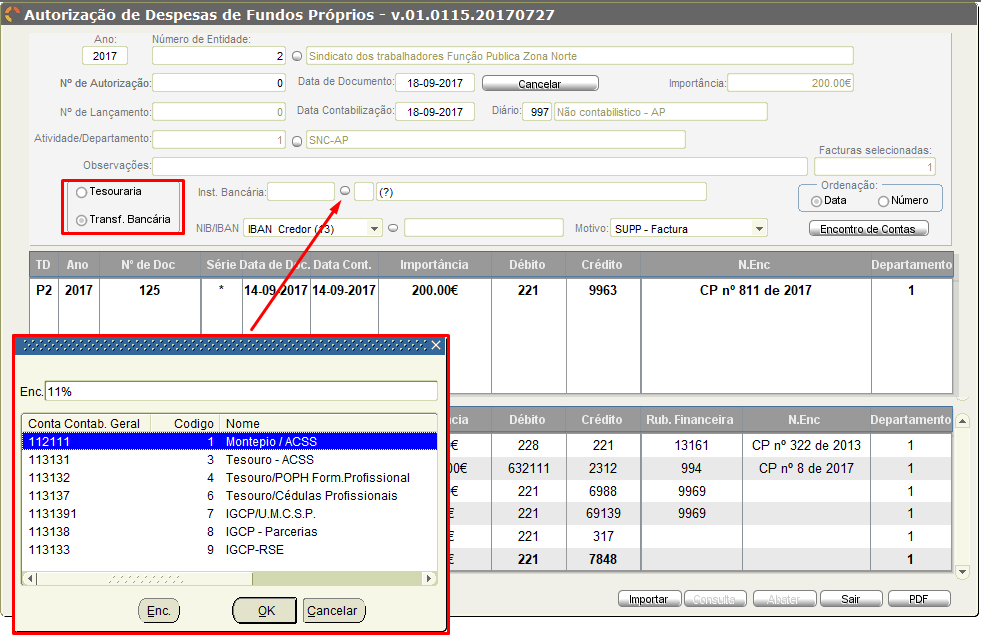 Autorização de Despesas de Fundos Próprios - v.01.0115.20170727
Ano: Número de Entidade:
2017 2 Sindicato dos trabalhadores Função Publica Zona Norte
Nº de Autorização: 0 Data de Documento: 18-09-2017 Cancelar Importância: 200.00€
Nº de Lançamento: 0 Data Contabilização: 18-09-2017 Diário: 997 Não contabilistico - AP
Atividade/Departamento: 1 SNC-AP
Facturas selecionadas:
Observações: 1
Tesouraria Inst. Bancária: (?) Ordenação:
Data Número
Transf. Bancária NIB/IBAN IBAN Credor (13) Motivo: SUPP - Factura Encontro de Contas
TD Ano Nº de Doc Série Data de Doc. Data Cont. Importância Débito Crédito N.Enc Departamento
P2 2017 125 * 14-09-2017 14-09-2017 200.00€ 221 9963 CP nº 811 de 2017 1
Enc. 11%
Conta Contab. Geral Codigo Nome
112111 1 Montepio / ACSS
113131 3 Tesouro - ACSS
113132 4 Tesouro/POPH Form.Profissional
113137 6 Tesouro/Cédulas Profissionais
1131391 7 IGCP/U.M.C.S.P.
113138 8 IGCP - Parcerias
113133 9 IGCP-RSE
Enc. OK Cancelar
cia Débito Crédito Rub. Financeira N.Enc Departamento
€ 228 221 13161 CP nº 322 de 2013 1
00€ 632111 2312 994 CP nº 8 de 2017 1
€ 221 6988 9969 1
€ 221 69139 9969 1
€ 221 317 1
€ 221 7848 1
Importar Consulta Abater Sair PDF